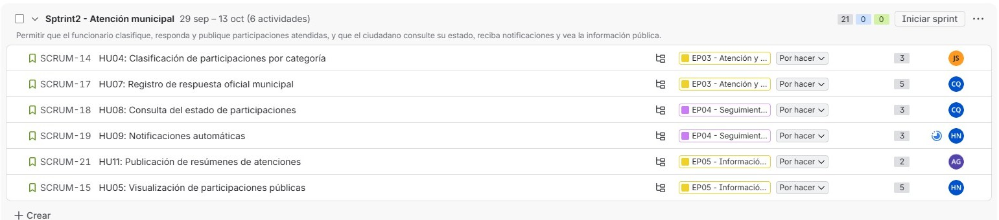 Sptrint2 - Atención municipal 29 sep – 13 oct (6 actividades) 21 0 0 Iniciar sprint ···
Permitir que el funcionario clasifique, responda y publique participaciones atendidas, y que el ciudadano consulte su estado, reciba notificaciones y vea la información pública.
SCRUM-14 HU04: Clasificación de participaciones por categoría EP03 - Atención y ... Por hacer 3 JS
SCRUM-17 HU07: Registro de respuesta oficial municipal EP03 - Atención y ... Por hacer 5 CQ
SCRUM-18 HU08: Consulta del estado de participaciones EP04 - Seguimient... Por hacer 3 CQ
SCRUM-19 HU09: Notificaciones automáticas EP04 - Seguimient... Por hacer 3 HN
SCRUM-21 HU11: Publicación de resúmenes de atenciones EP05 - Informació... Por hacer 2 AG
SCRUM-15 HU05: Visualización de participaciones públicas EP05 - Informació... Por hacer 5 HN
+ Crear